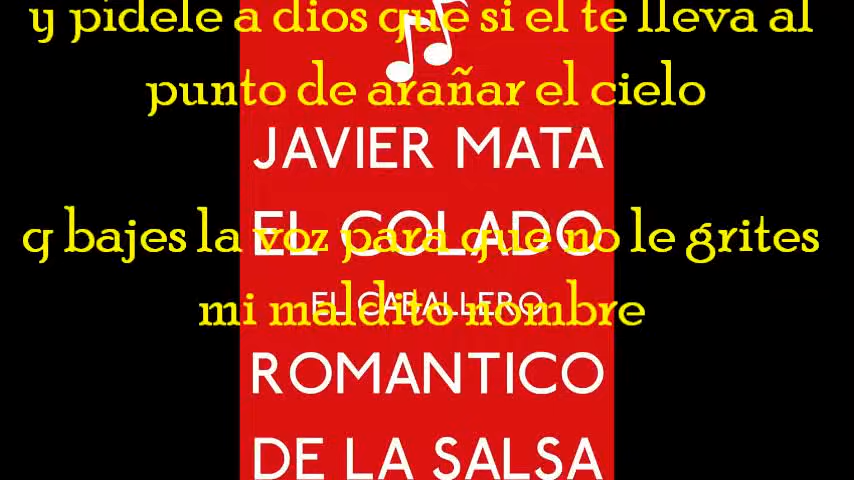 y pidele a dios que si el te lleva al
punto de arañar el cielo
JAVIER MATA
EL COLADO
q bajes la voz para que no le grites
EL CABALLERO
mi maldito nombre
ROMANTICO
DE LA SALSA